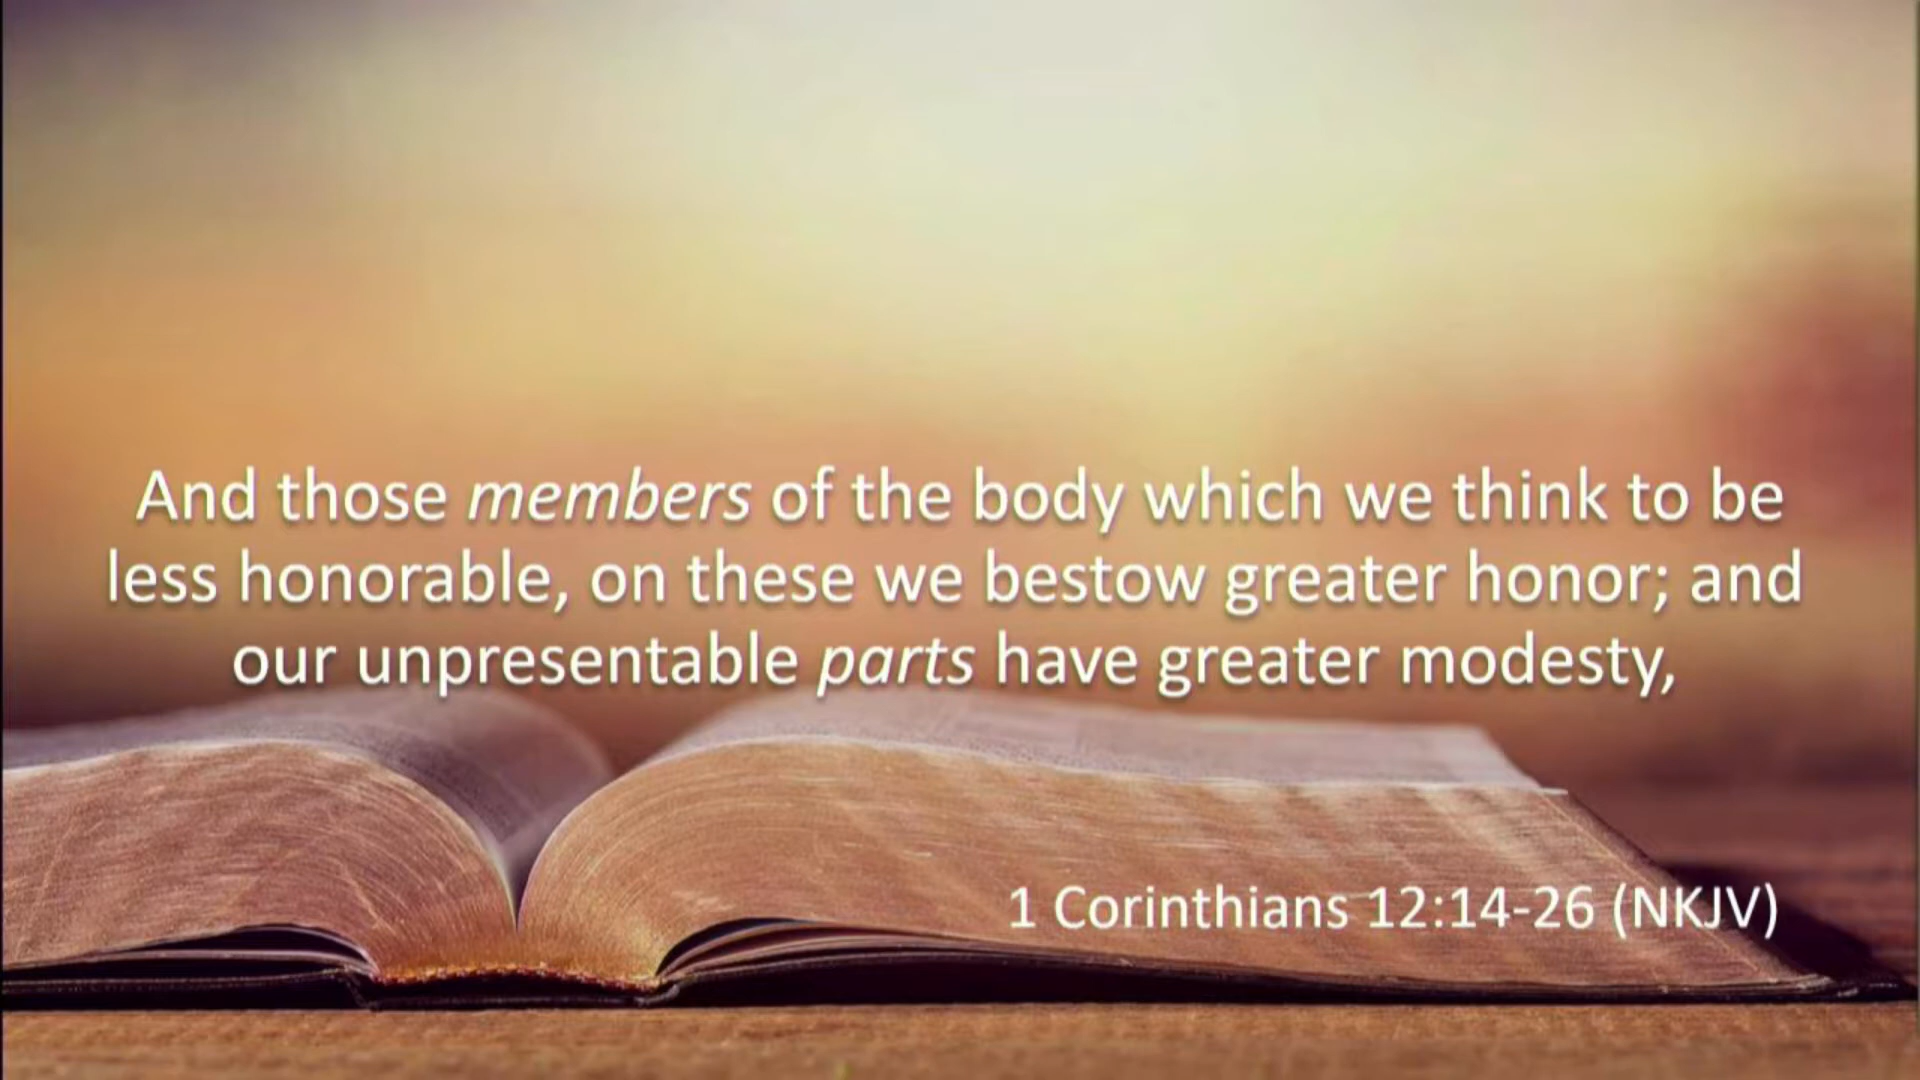 And those members of the body which we think to be
less honorable, on these we bestow greater honor; and
our unpresentable parts have greater modesty,
1 Corinthians 12:14-26 (NKJV)